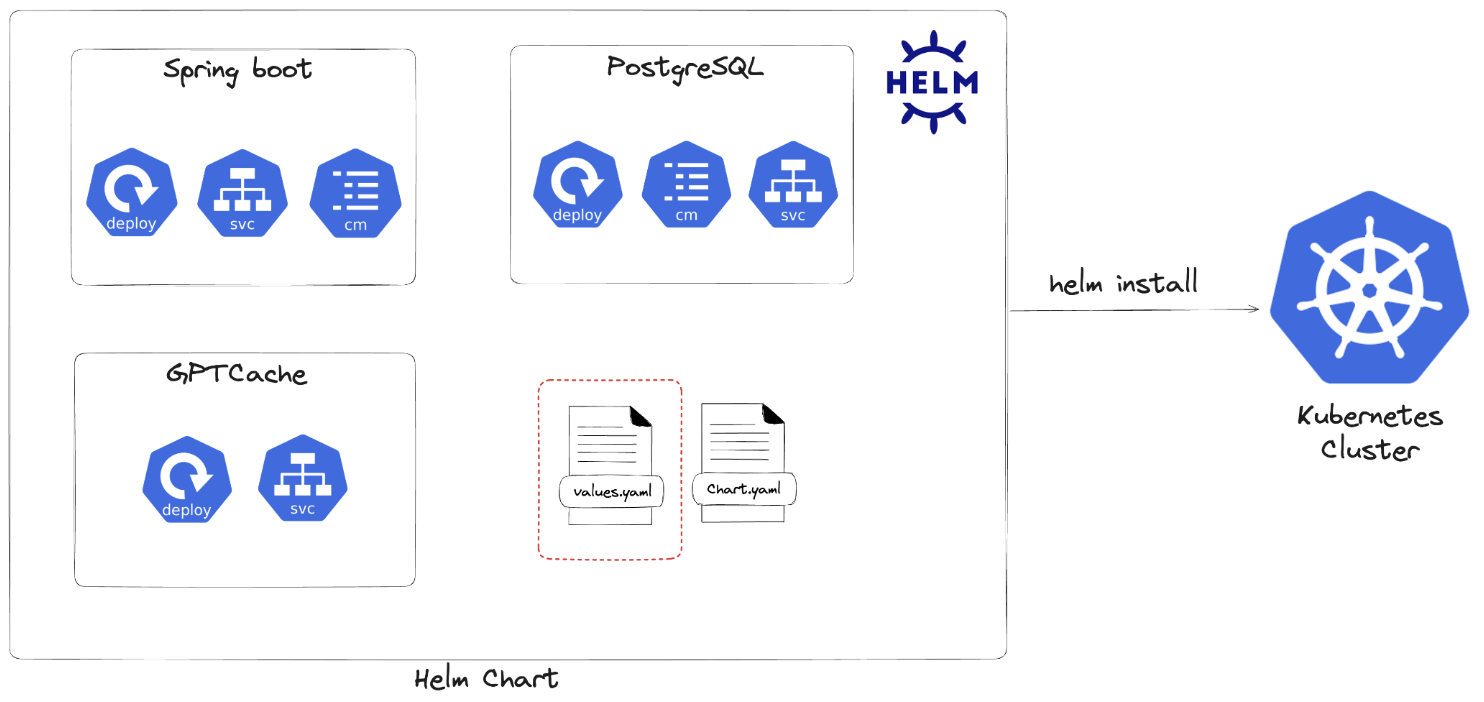 Spring boot
deploy
svc
cm
PostgreSQL
deploy
cm
svc
HELM
GPTCache
deploy
svc
values.yaml
Chart.yaml
Helm Chart
helm install
Kubernetes
Cluster